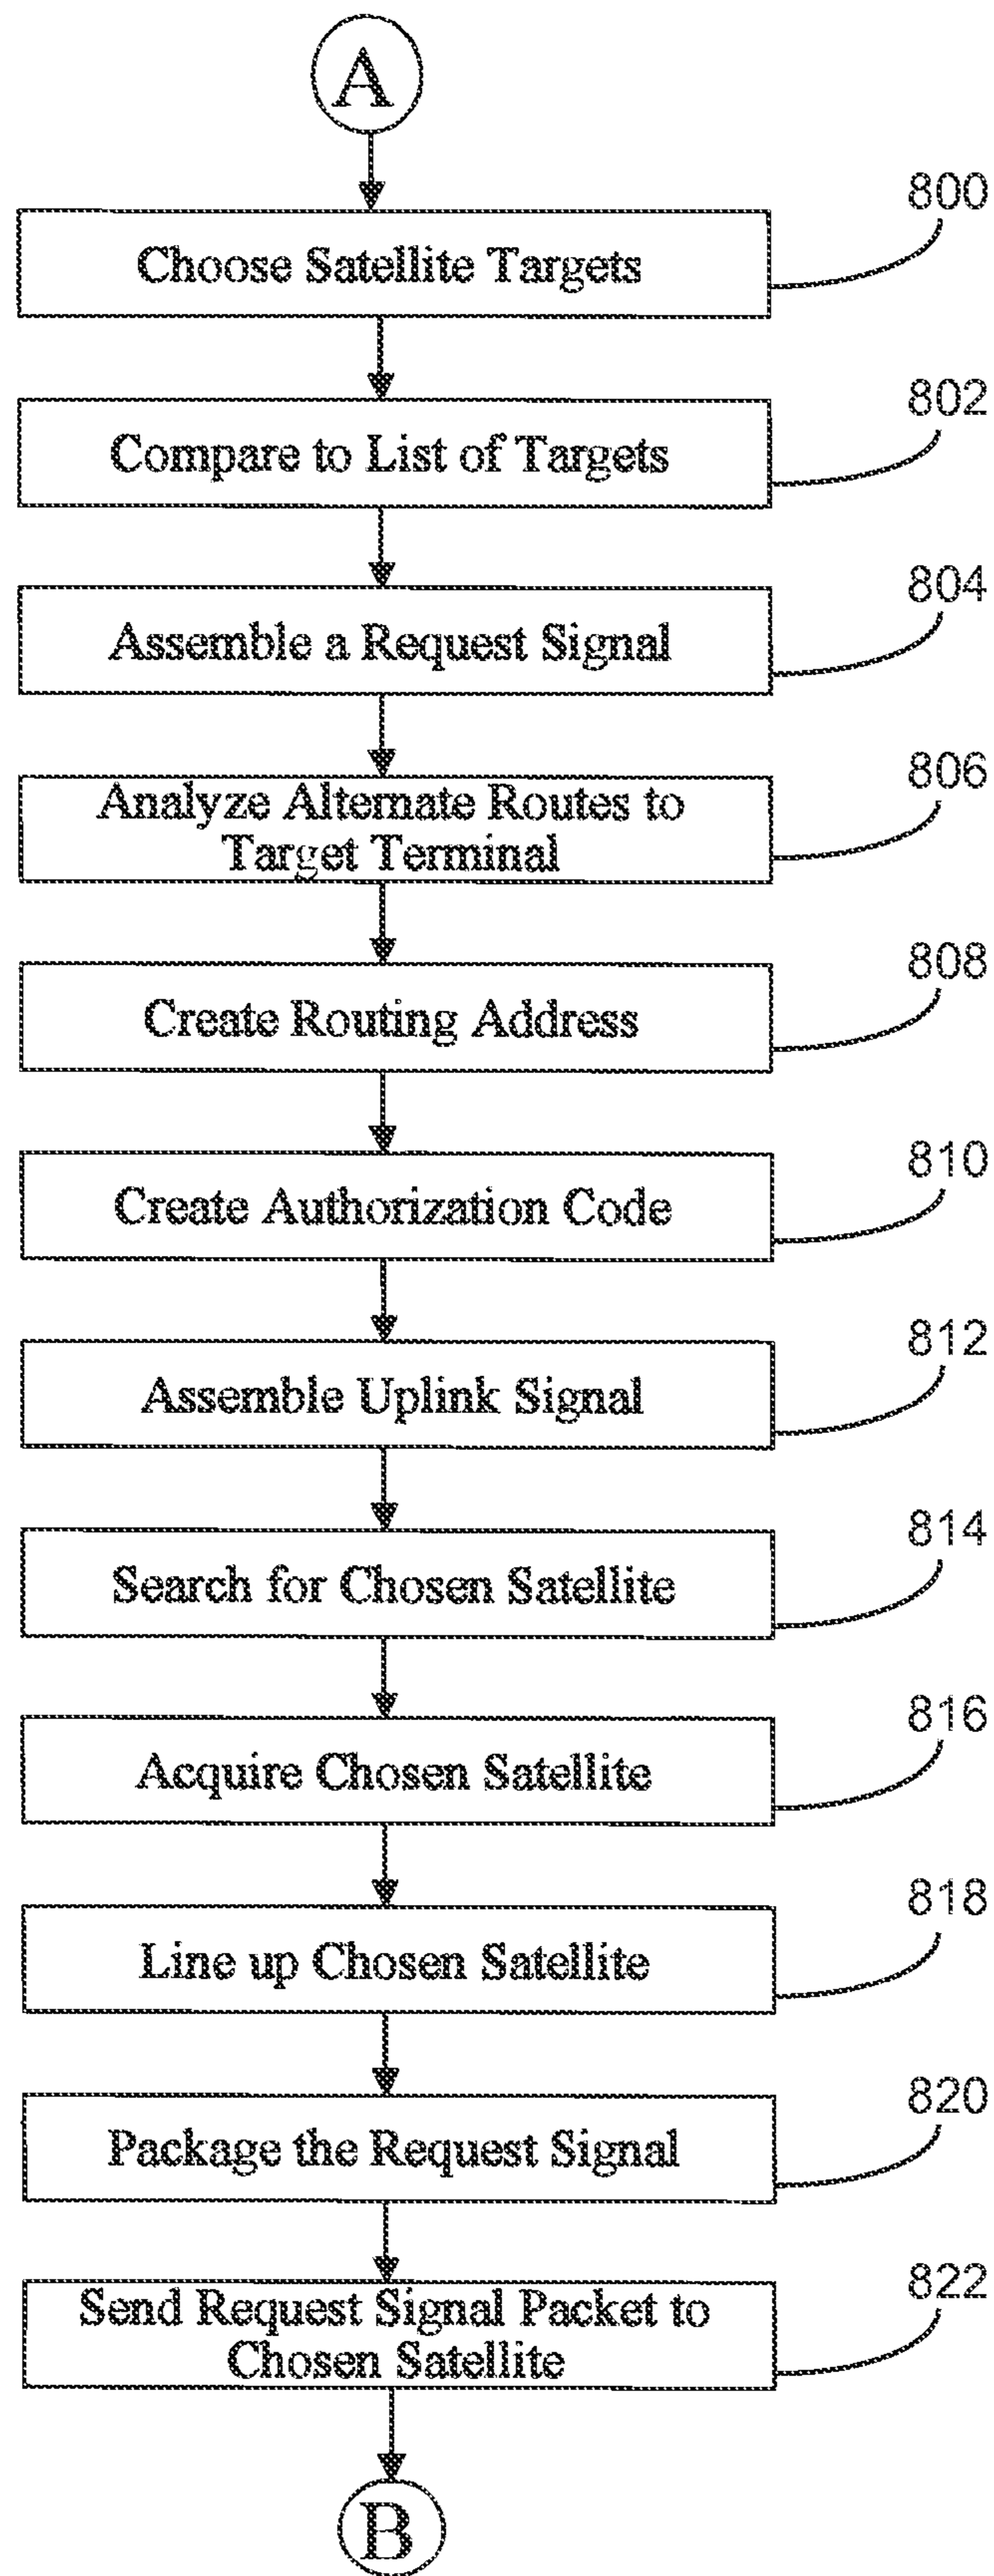 A
800
Choose Satellite Targets
802
Compare to List of Targets
804
Assemble a Request Signal
806
Analyze Alternate Routes to
Target Terminal
808
Create Routing Address
810
Create Authorization Code
812
Assemble Uplink Signal
814
Search for Chosen Satellite
816
Acquire Chosen Satellite
818
Line up Chosen Satellite
820
Package the Request Signal
822
Send Request Signal Packet to
Chosen Satellite
B